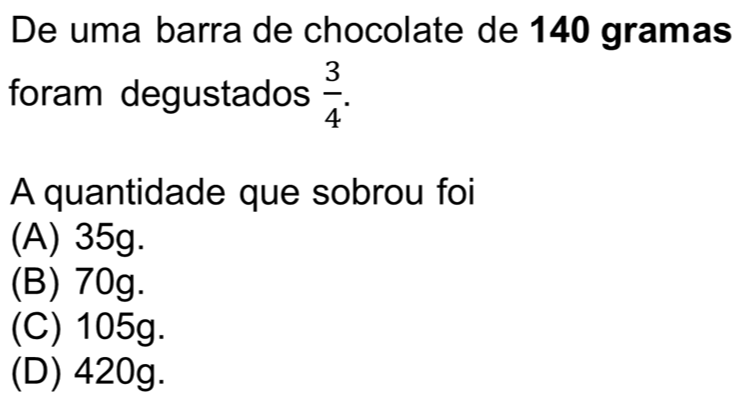 De uma barra de chocolate de 140 gramas
foram degustados 3/4.
A quantidade que sobrou foi
(A) 35g.
(B) 70g.
(C) 105g.
(D) 420g.